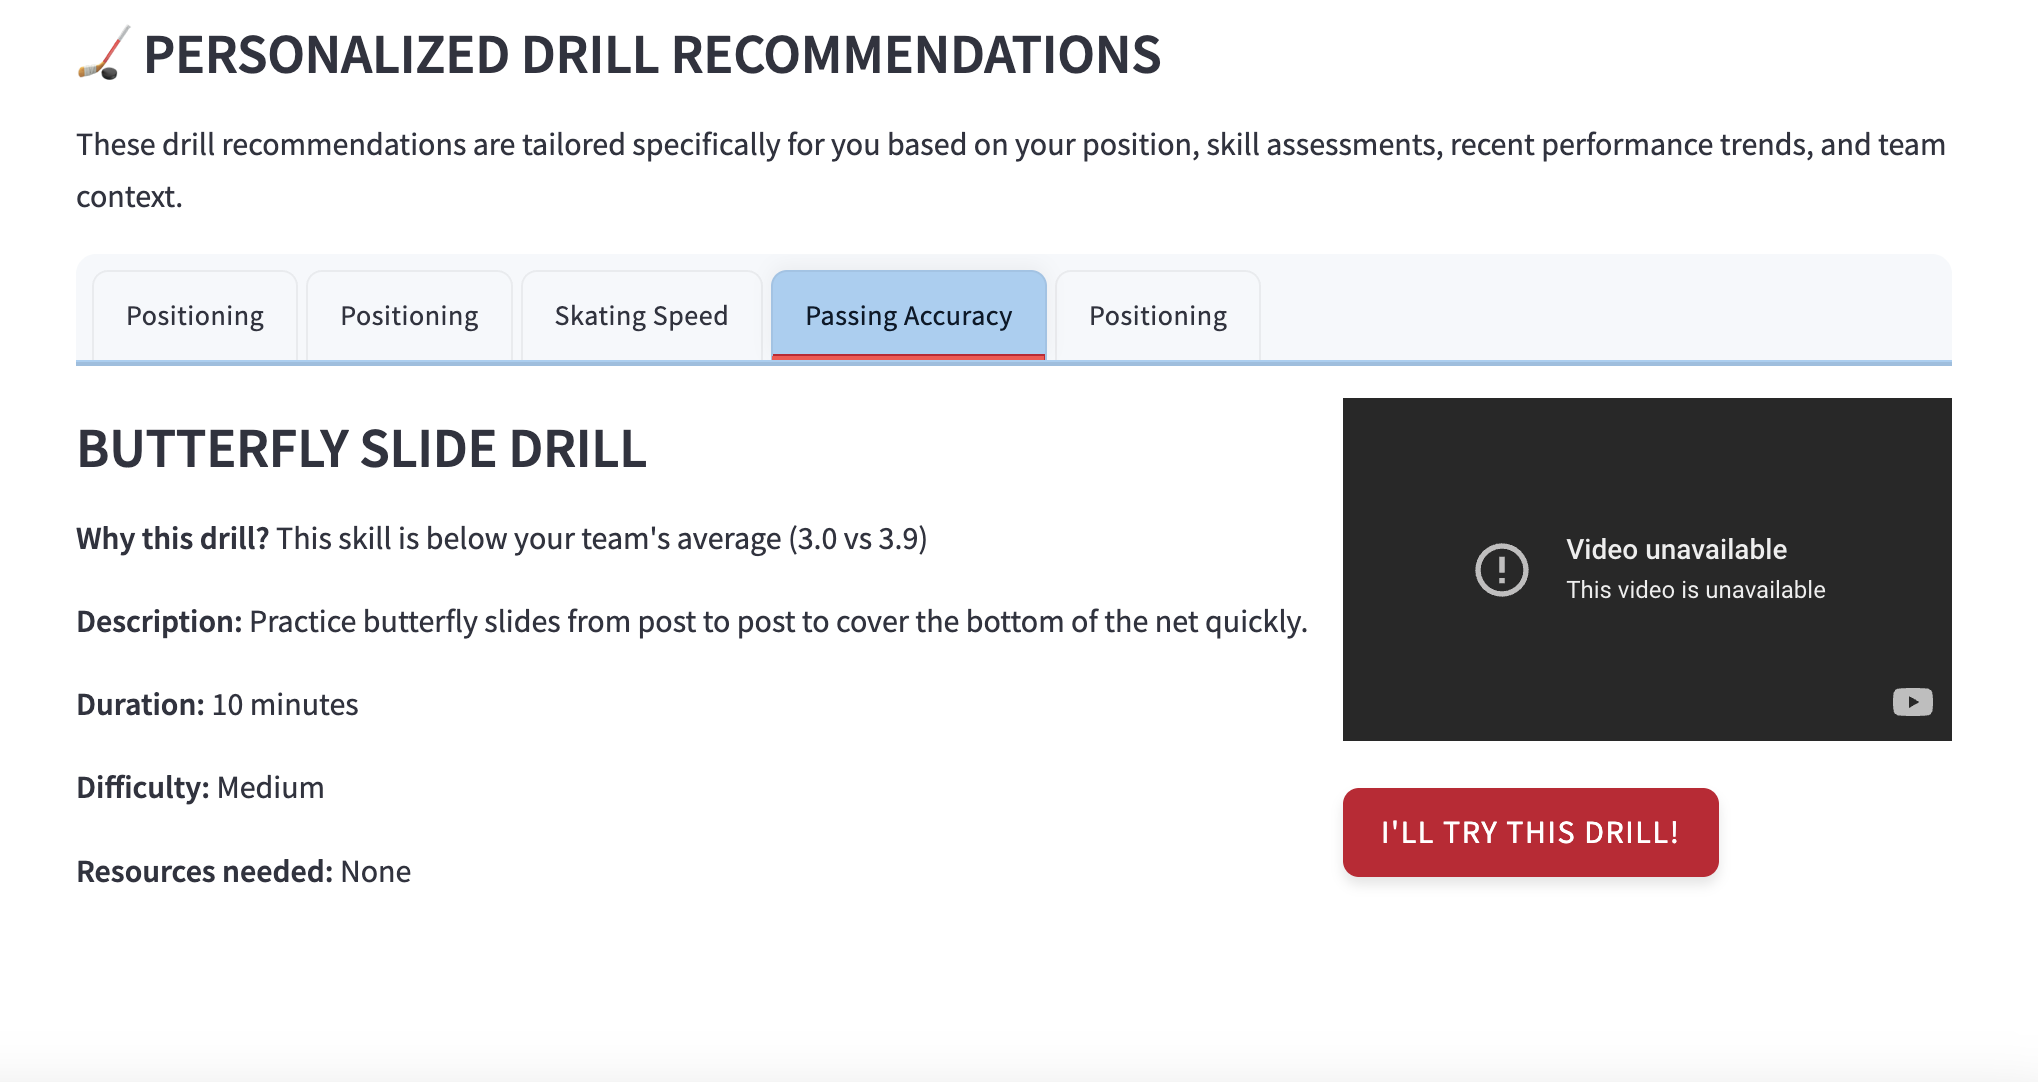 PERSONALIZED DRILL RECOMMENDATIONS
These drill recommendations are tailored specifically for you based on your position, skill assessments, recent performance trends, and team
context.
Positioning
Positioning
Skating Speed
Passing Accuracy
Positioning
BUTTERFLY SLIDE DRILL
Why this drill? This skill is below your team's average (3.0 vs 3.9)
Description: Practice butterfly slides from post to post to cover the bottom of the net quickly.
Duration: 10 minutes
Difficulty: Medium
Resources needed: None
Video unavailable
This video is unavailable
I'LL TRY THIS DRILL!